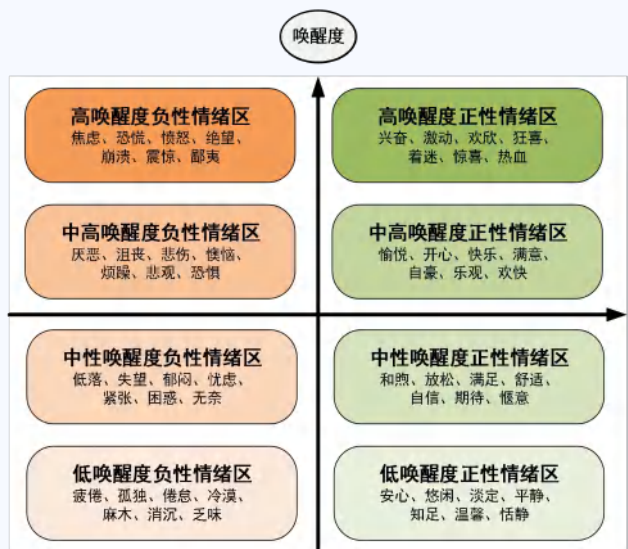 唤醒度
高唤醒度负性情绪区
焦虑、恐慌、愤怒、绝望、
崩溃、震惊、鄙夷
高唤醒度正性情绪区
兴奋、激动、欢欣、狂喜、
着迷、惊喜、热血
中高唤醒度负性情绪区
厌恶、沮丧、悲伤、懊恼、
烦躁、悲观、恐惧
中高唤醒度正性情绪区
愉悦、开心、快乐、满意、
自豪、乐观、欢快
中性唤醒度负性情绪区
低落、失望、郁闷、忧虑、
紧张、困惑、无奈
中性唤醒度正性情绪区
和煦、放松、满足、舒适、
自信、期待、惬意
低唤醒度负性情绪区
疲倦、孤独、倦怠、冷漠、
麻木、消沉、乏味
低唤醒度正性情绪区
安心、悠闲、淡定、平静、
知足、温馨、恬静